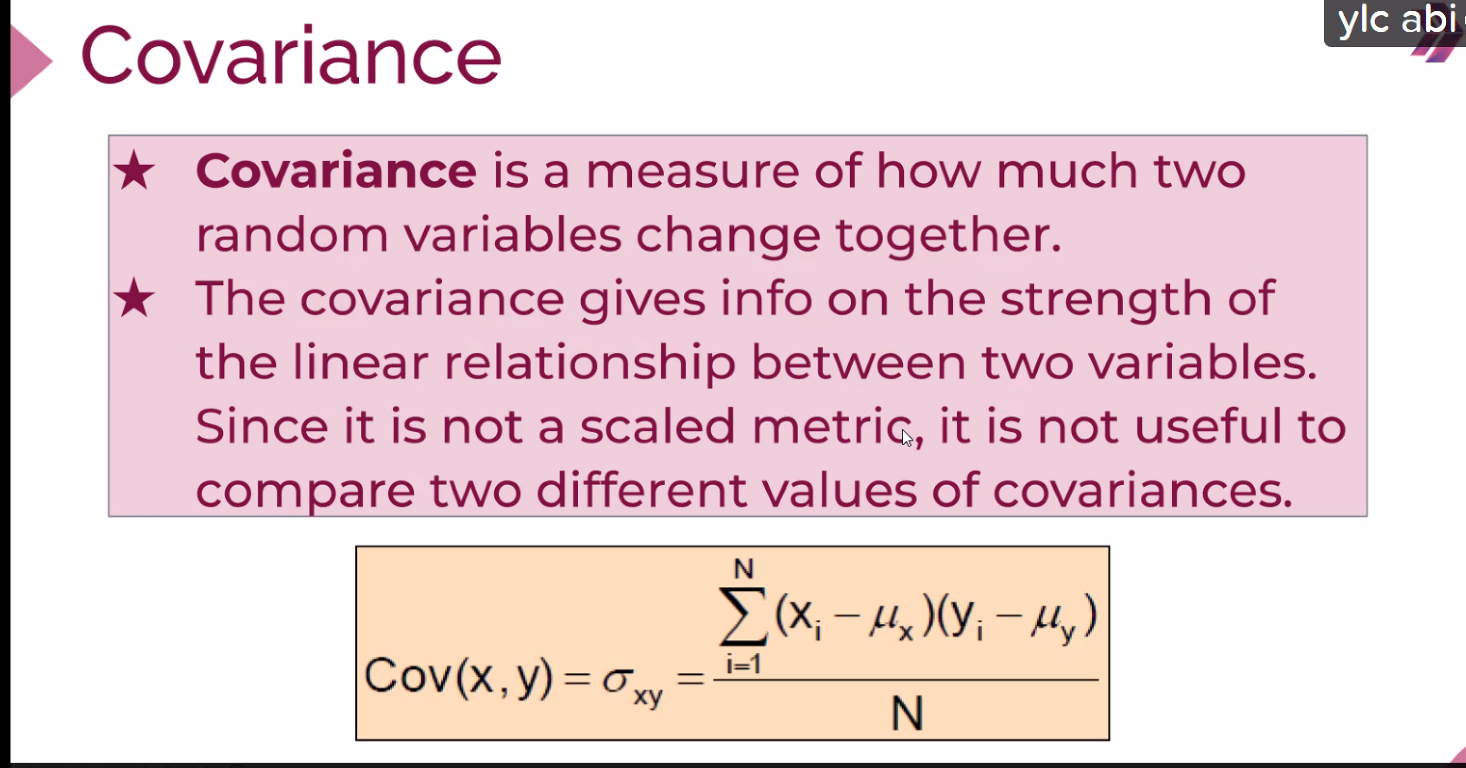 Covariance
ylc abi
★ Covariance is a measure of how much two
random variables change together.
★ The covariance gives info on the strength of
the linear relationship between two variables.
Since it is not a scaled metric, it is not useful to
compare two different values of covariances.
N
∑(xᵢ − μₓ)(yᵢ − μᵧ)
i=1
Cov(x,y) = σxy =
N